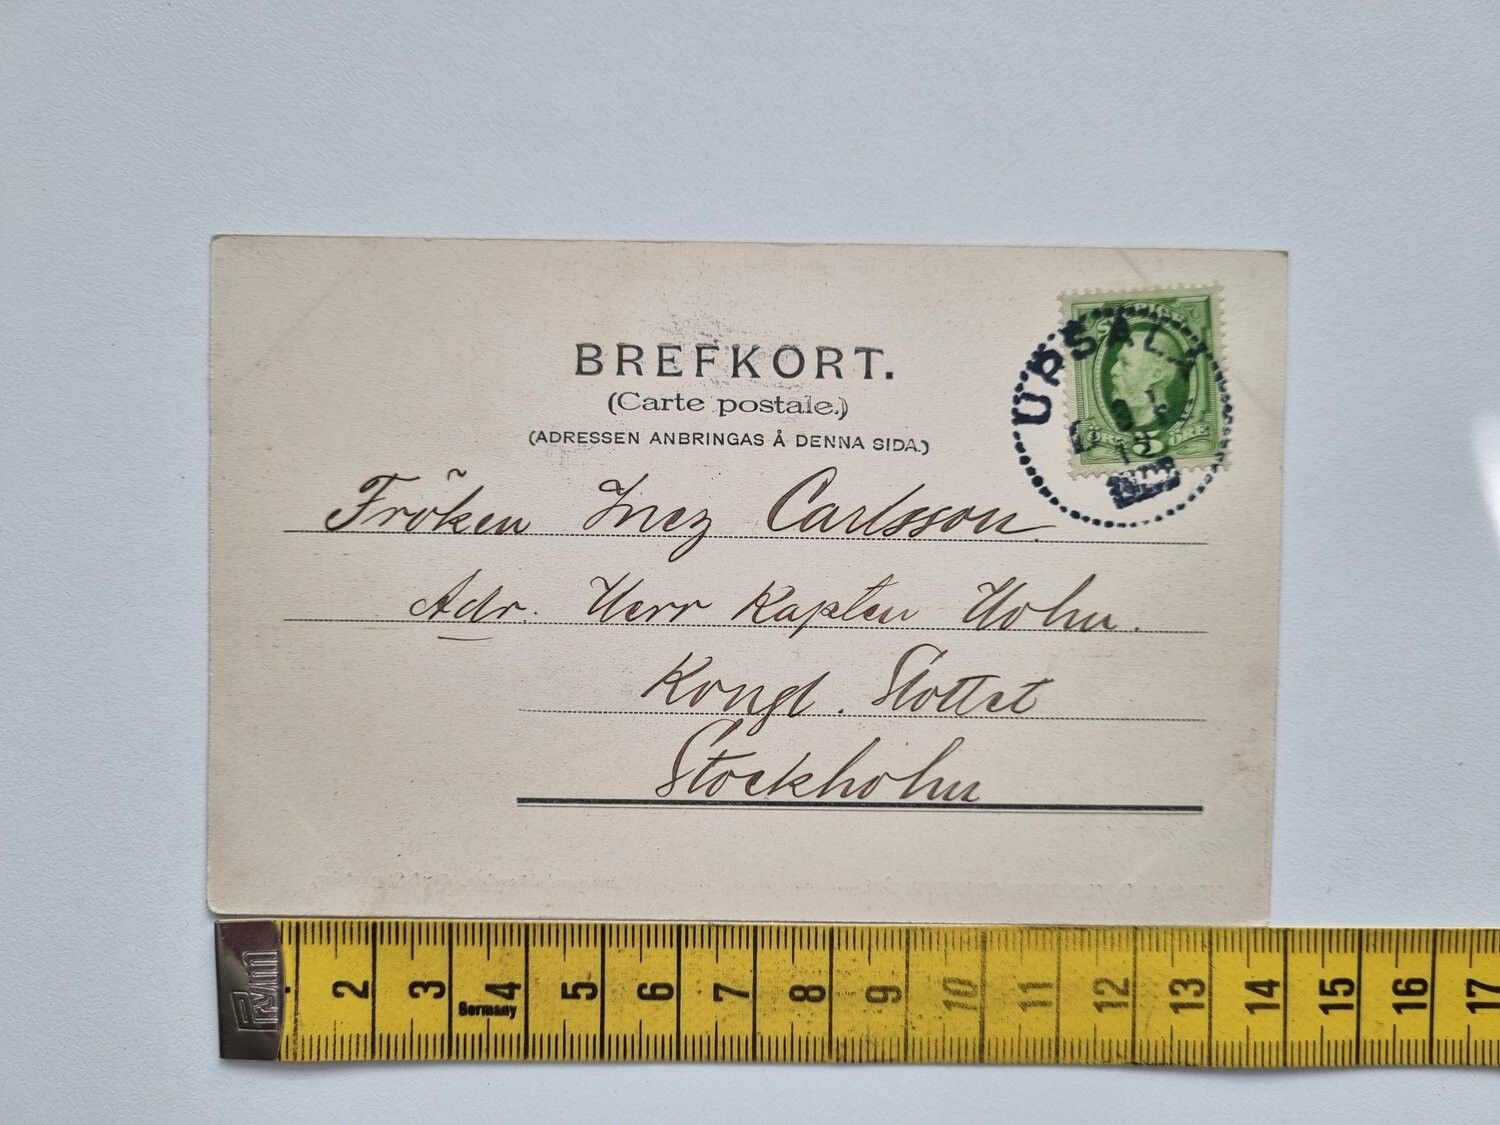 BREFKORT.
(Carte postale.)
(ADRESSEN ANBRINGAS Å DENNA SIDA.)
SVERIGE
UPSALA
ÖRE 5 ÖRE
Fröken Inez Carlsson.
Adr. Herr Kapten Holm.
Kongl. Slottet
Stockholm
Prym
2 3 4 5 6 7 8 9 10 11 12 13 14 15 16 17
Germany